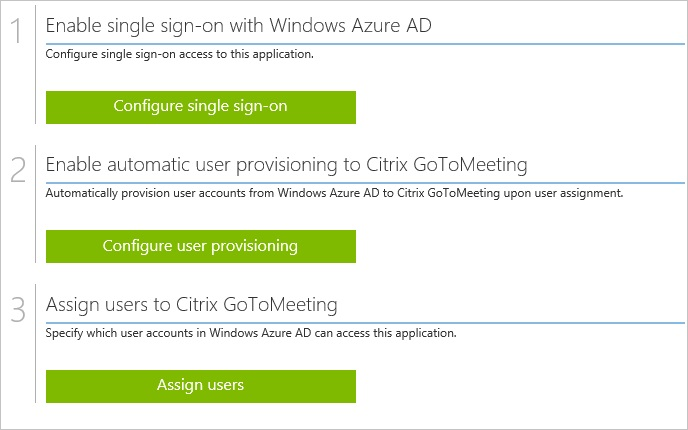 1
Enable single sign-on with Windows Azure AD
Configure single sign-on access to this application.
Configure single sign-on
2
Enable automatic user provisioning to Citrix GoToMeeting
Automatically provision user accounts from Windows Azure AD to Citrix GoToMeeting upon user assignment.
Configure user provisioning
3
Assign users to Citrix GoToMeeting
Specify which user accounts in Windows Azure AD can access this application.
Assign users